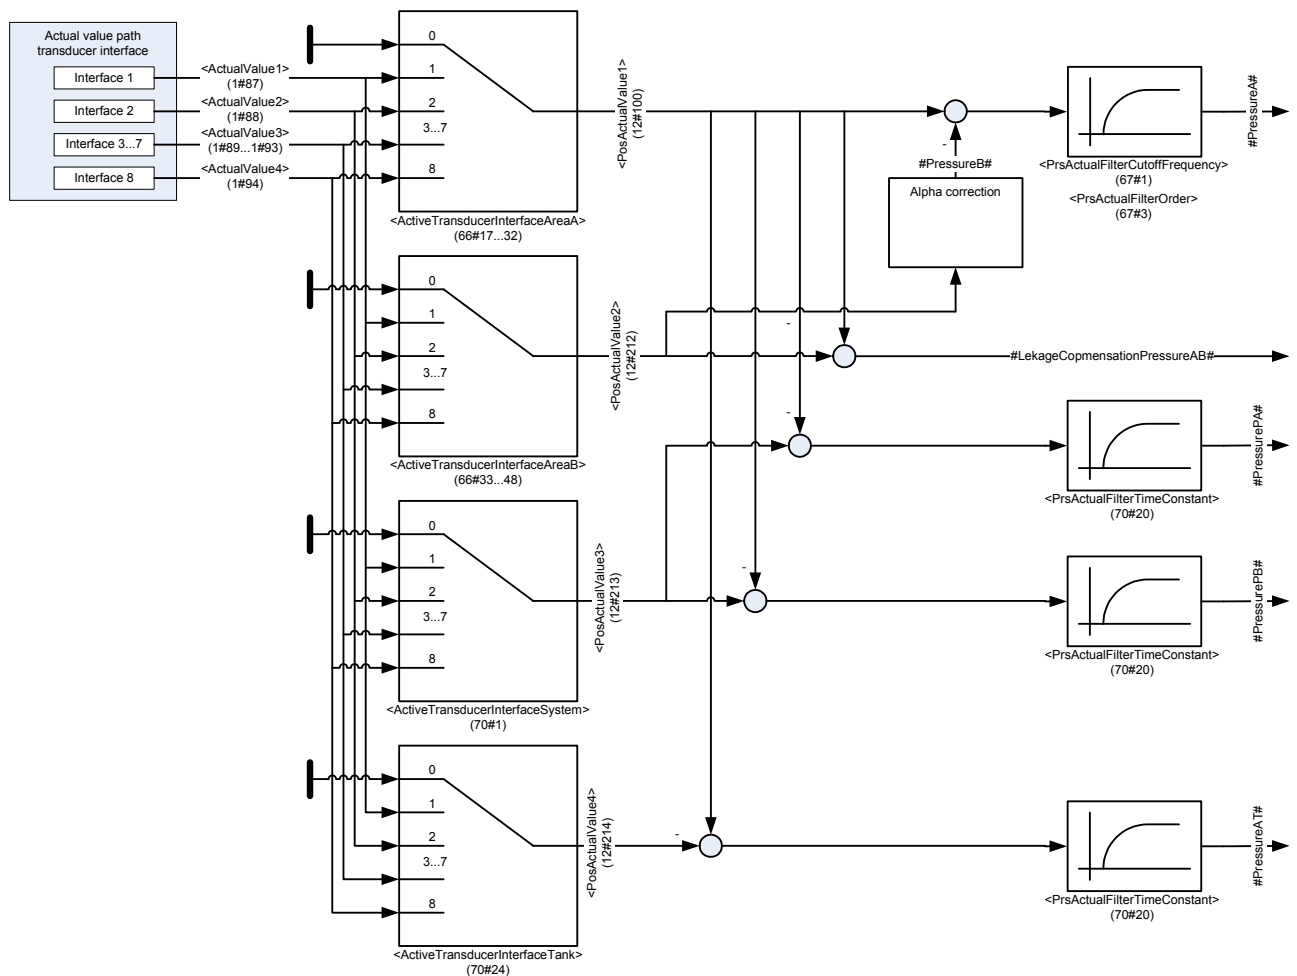 Actual value path
transducer interface
Interface 1
Interface 2
Interface 3...7
Interface 8
<ActualValue1>
(1#87)
<ActualValue2>
(1#88)
<ActualValue3>
(1#89...1#93)
<ActualValue4>
(1#94)
0
1
2
3...7
8
<ActiveTransducerInterfaceAreaA>
(66#17...32)
<PosActualValue1>
(12#100)
-
#PressureB#
Alpha correction
<PrsActualFilterCutoffFrequency>
(67#1)
<PrsActualFilterOrder>
(67#3)
#PressureA#
0
1
2
3...7
8
<ActiveTransducerInterfaceAreaB>
(66#33...48)
<PosActualValue2>
(12#212)
-
#LekageCopmensationPressureAB#
-
<PrsActualFilterTimeConstant>
(70#20)
#PressurePA#
0
1
2
3...7
8
<ActiveTransducerInterfaceSystem>
(70#1)
<PosActualValue3>
(12#213)
-
<PrsActualFilterTimeConstant>
(70#20)
#PressurePB#
0
1
2
3...7
8
<ActiveTransducerInterfaceTank>
(70#24)
<PosActualValue4>
(12#214)
-
<PrsActualFilterTimeConstant>
(70#20)
#PressureAT#